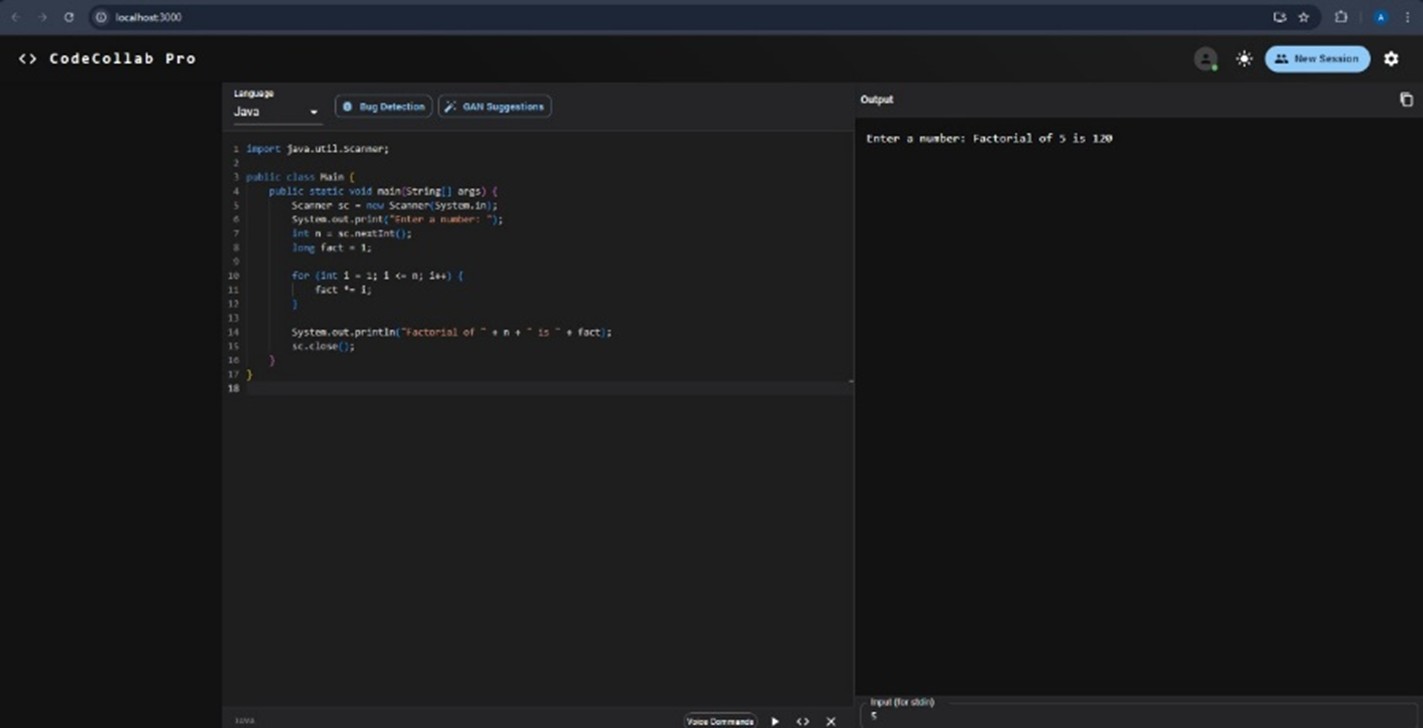 localhost:3000
A
<> CodeCollab Pro
New Session
Language
Java
Bug Detection
GAN Suggestions
Output
Enter a number: Factorial of 5 is 120
1 import java.util.Scanner;
2
3 public class Main {
4 public static void main(String[] args) {
5 Scanner sc = new Scanner(System.in);
6 System.out.print("Enter a number: ");
7 int n = sc.nextInt();
8 long fact = 1;
9
10 for (int i = 1; i <= n; i++) {
11 fact *= i;
12 }
13
14 System.out.println("Factorial of " + n + " is " + fact);
15 sc.close();
16 }
17 }
18
JAVA
Voice Commands
<>
Input (for stdin)
5